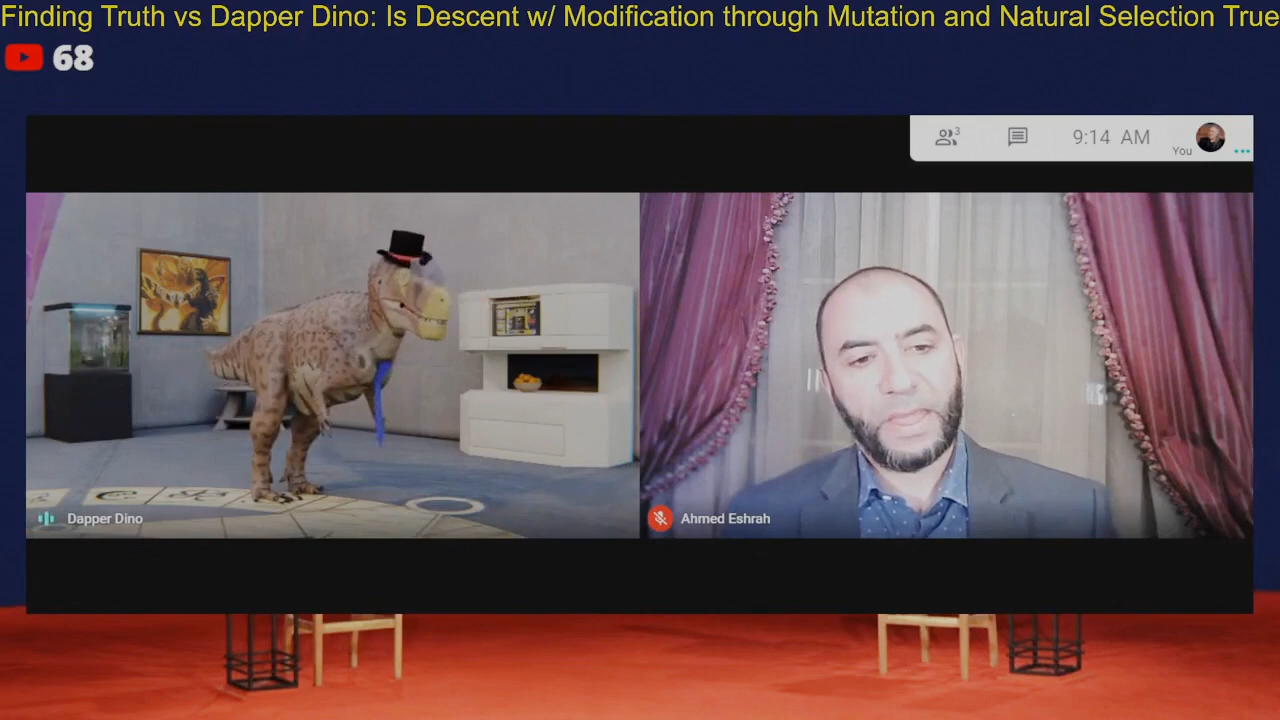 Finding Truth vs Dapper Dino: Is Descent w/ Modification through Mutation and Natural Selection True
68
3
9:14 AM
You
Dapper Dino
Ahmed Eshrah